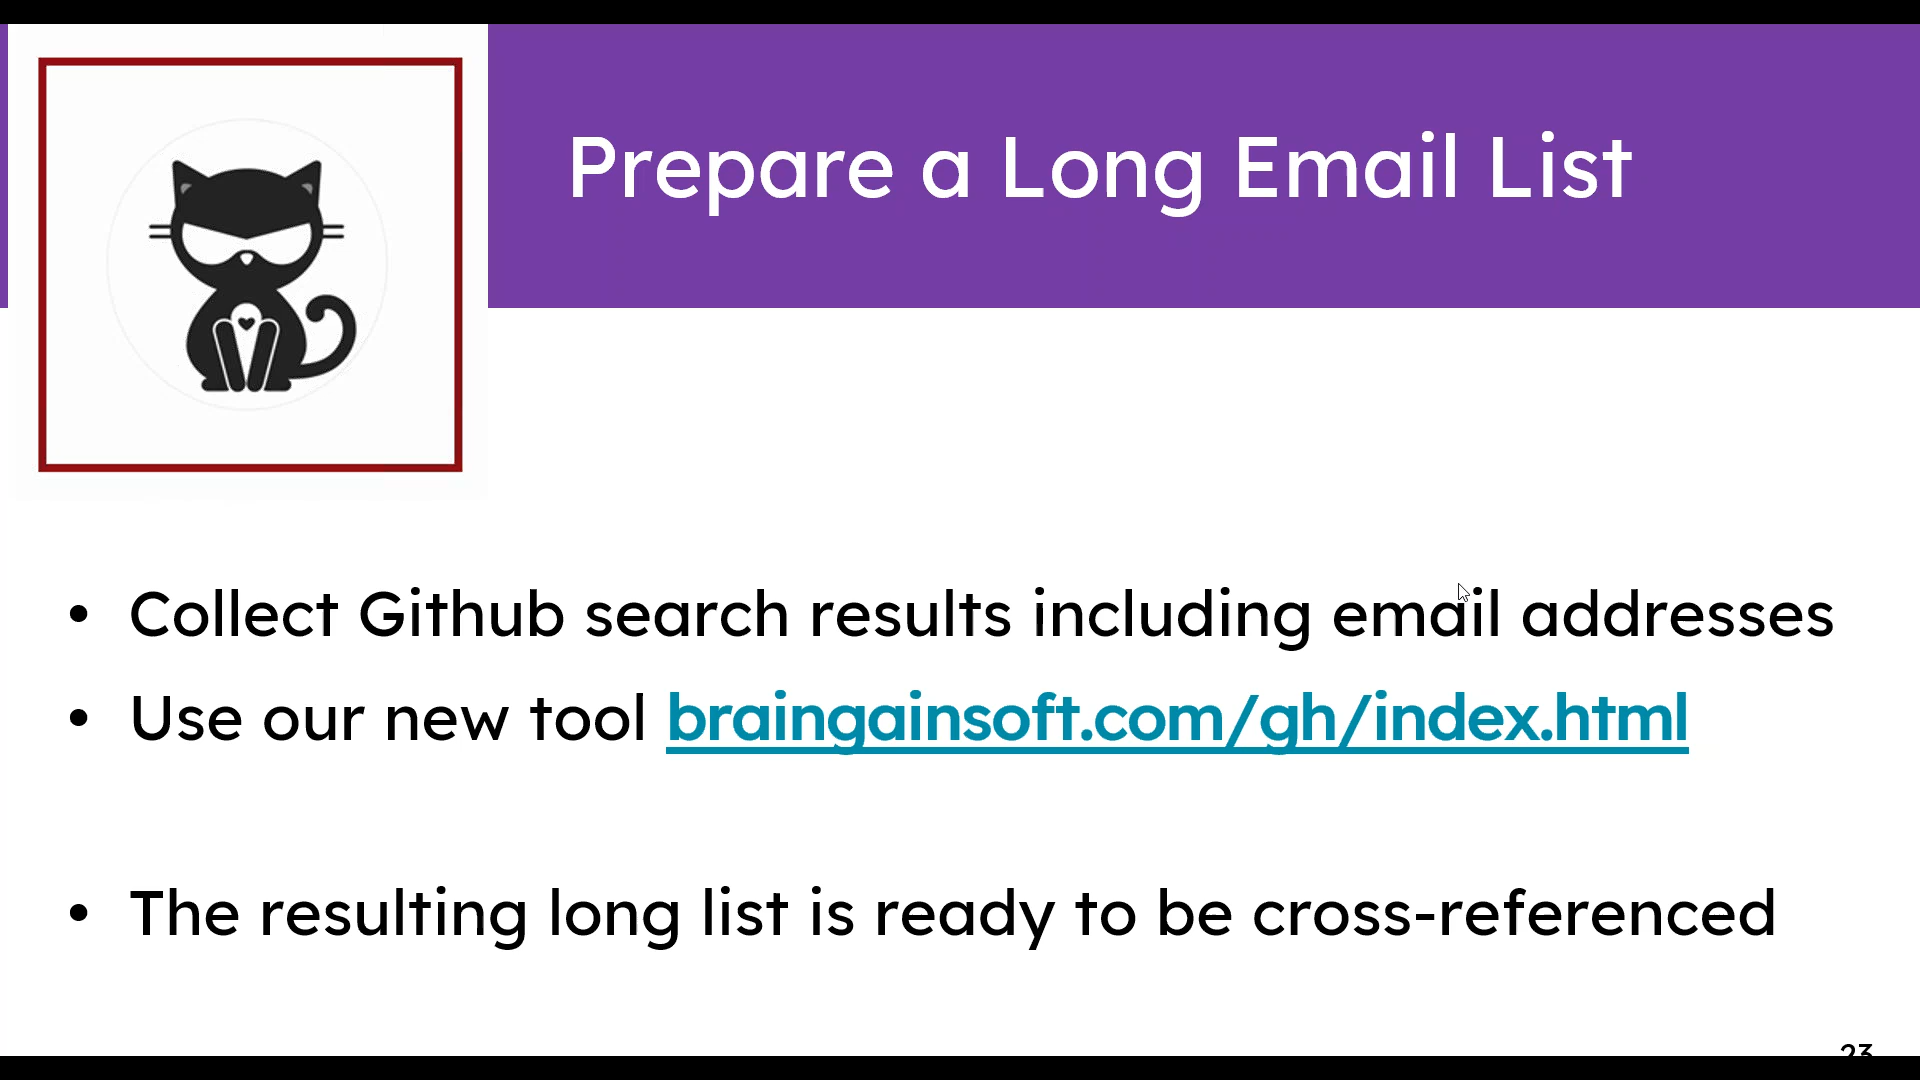 Prepare a Long Email List
• Collect Github search results including email addresses
• Use our new tool braingainsoft.com/gh/index.html
• The resulting long list is ready to be cross-referenced
23